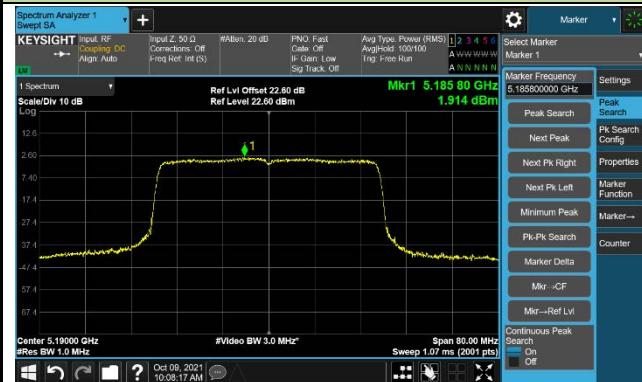 Spectrum Analyzer 1
Swept SA
Marker
KEYSIGHT
Input: RF
Coupling: DC
Align: Auto
Input Z: 50 Ω
Corrections: Off
Freq Ref: Int (S)
#Atten: 20 dB
PNO: Fast
Gate: Off
IF Gain: Low
Sig Track: Off
Avg Type: Power (RMS)
Avg|Hold: 100/100
Trig: Free Run
1 2 3 4 5 6
A W W W W W
A N N N N N
Select Marker
Marker 1
1 Spectrum
Scale/Div 10 dB
Log
Ref Lvl Offset 22.60 dB
Ref Level 22.60 dBm
Mkr1 5.185 80 GHz
1.914 dBm
1
12.6
2.60
-7.40
-17.4
-27.4
-37.4
-47.4
-57.4
-67.4
Center 5.19000 GHz
#Res BW 1.0 MHz
#Video BW 3.0 MHz*
Span 80.00 MHz
Sweep 1.07 ms (2001 pts)
Marker Frequency
5.185800000 GHz
Peak Search
Next Peak
Next Pk Right
Next Pk Left
Minimum Peak
Pk-Pk Search
Marker Delta
Mkr→CF
Mkr→Ref Lvl
Continuous Peak
Search
On
Off
Settings
Peak
Search
Pk Search
Config
Properties
Marker
Function
Marker→
Counter
Oct 09, 2021
10:08:17 AM